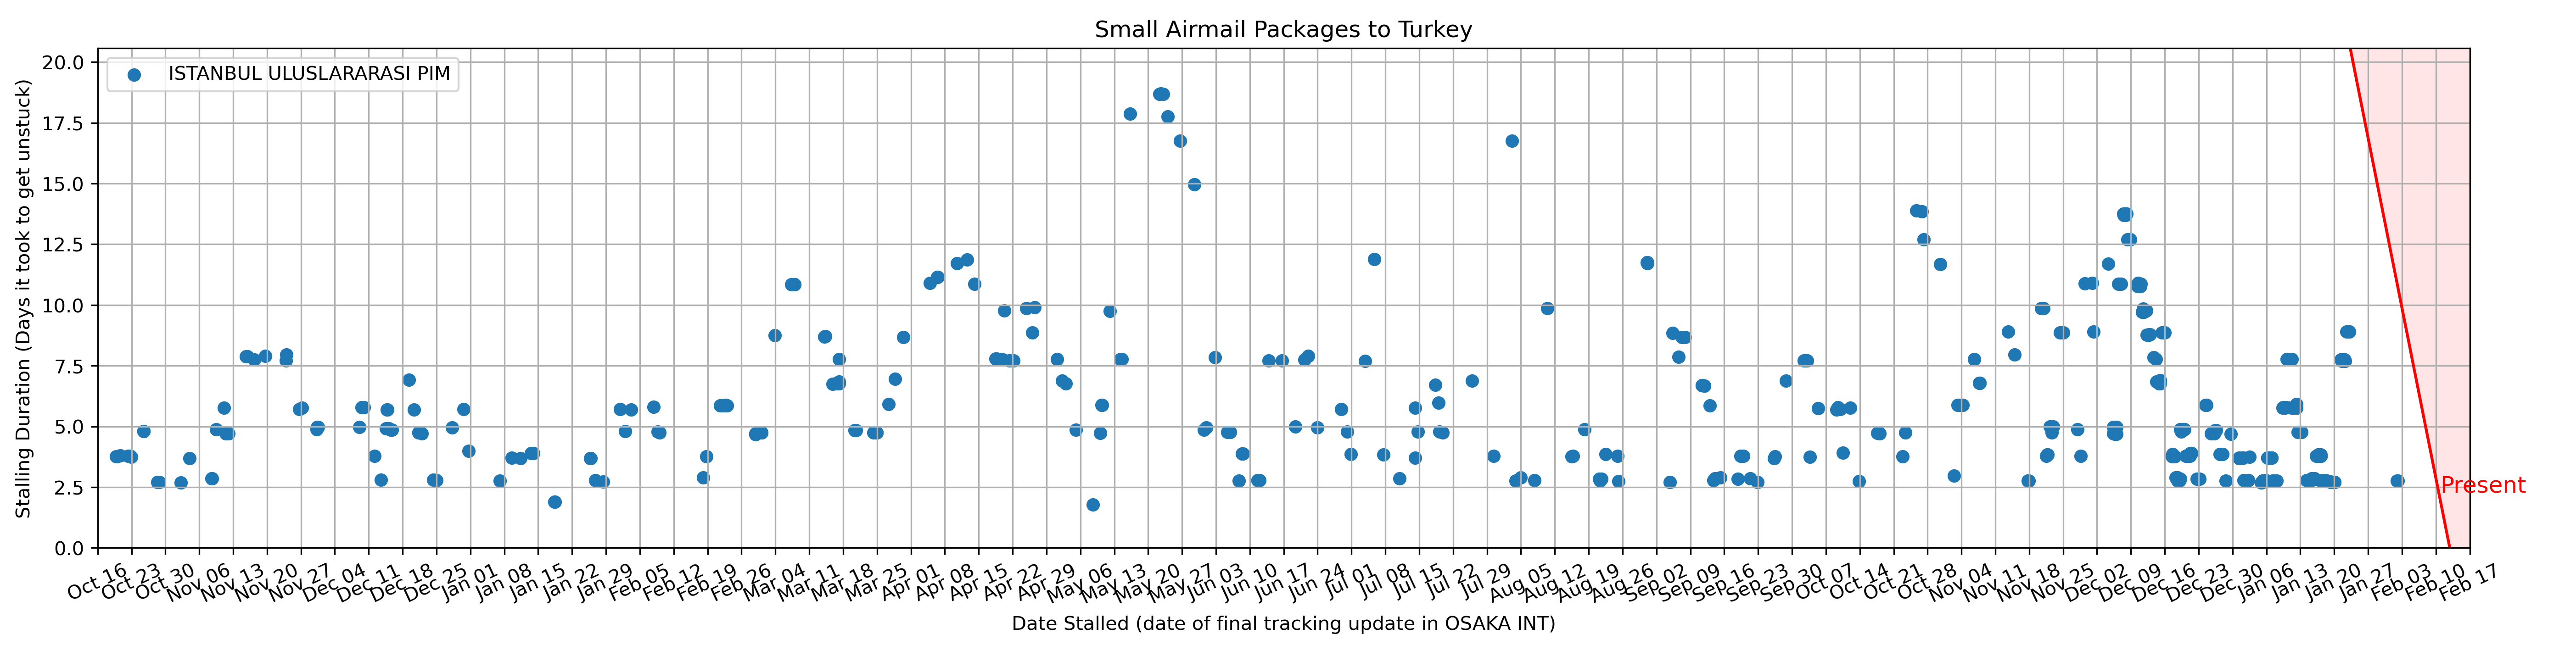 Small Airmail Packages to Turkey
ISTANBUL ULUSLARARASI PIM
Stalling Duration (Days it took to get unstuck)
20.0
17.5
15.0
12.5
10.0
7.5
5.0
2.5
0.0
Present
Oct 16
Oct 23
Oct 30
Nov 06
Nov 13
Nov 20
Nov 27
Dec 04
Dec 11
Dec 18
Dec 25
Jan 01
Jan 08
Jan 15
Jan 22
Jan 29
Feb 05
Feb 12
Feb 19
Feb 26
Mar 04
Mar 11
Mar 18
Mar 25
Apr 01
Apr 08
Apr 15
Apr 22
Apr 29
May 06
May 13
May 20
May 27
Jun 03
Jun 10
Jun 17
Jun 24
Jul 01
Jul 08
Jul 15
Jul 22
Jul 29
Aug 05
Aug 12
Aug 19
Aug 26
Sep 02
Sep 09
Sep 16
Sep 23
Sep 30
Oct 07
Oct 14
Oct 21
Oct 28
Nov 04
Nov 11
Nov 18
Nov 25
Dec 02
Dec 09
Dec 16
Dec 23
Dec 30
Jan 06
Jan 13
Jan 20
Jan 27
Feb 03
Feb 10
Feb 17
Date Stalled (date of final tracking update in OSAKA INT)